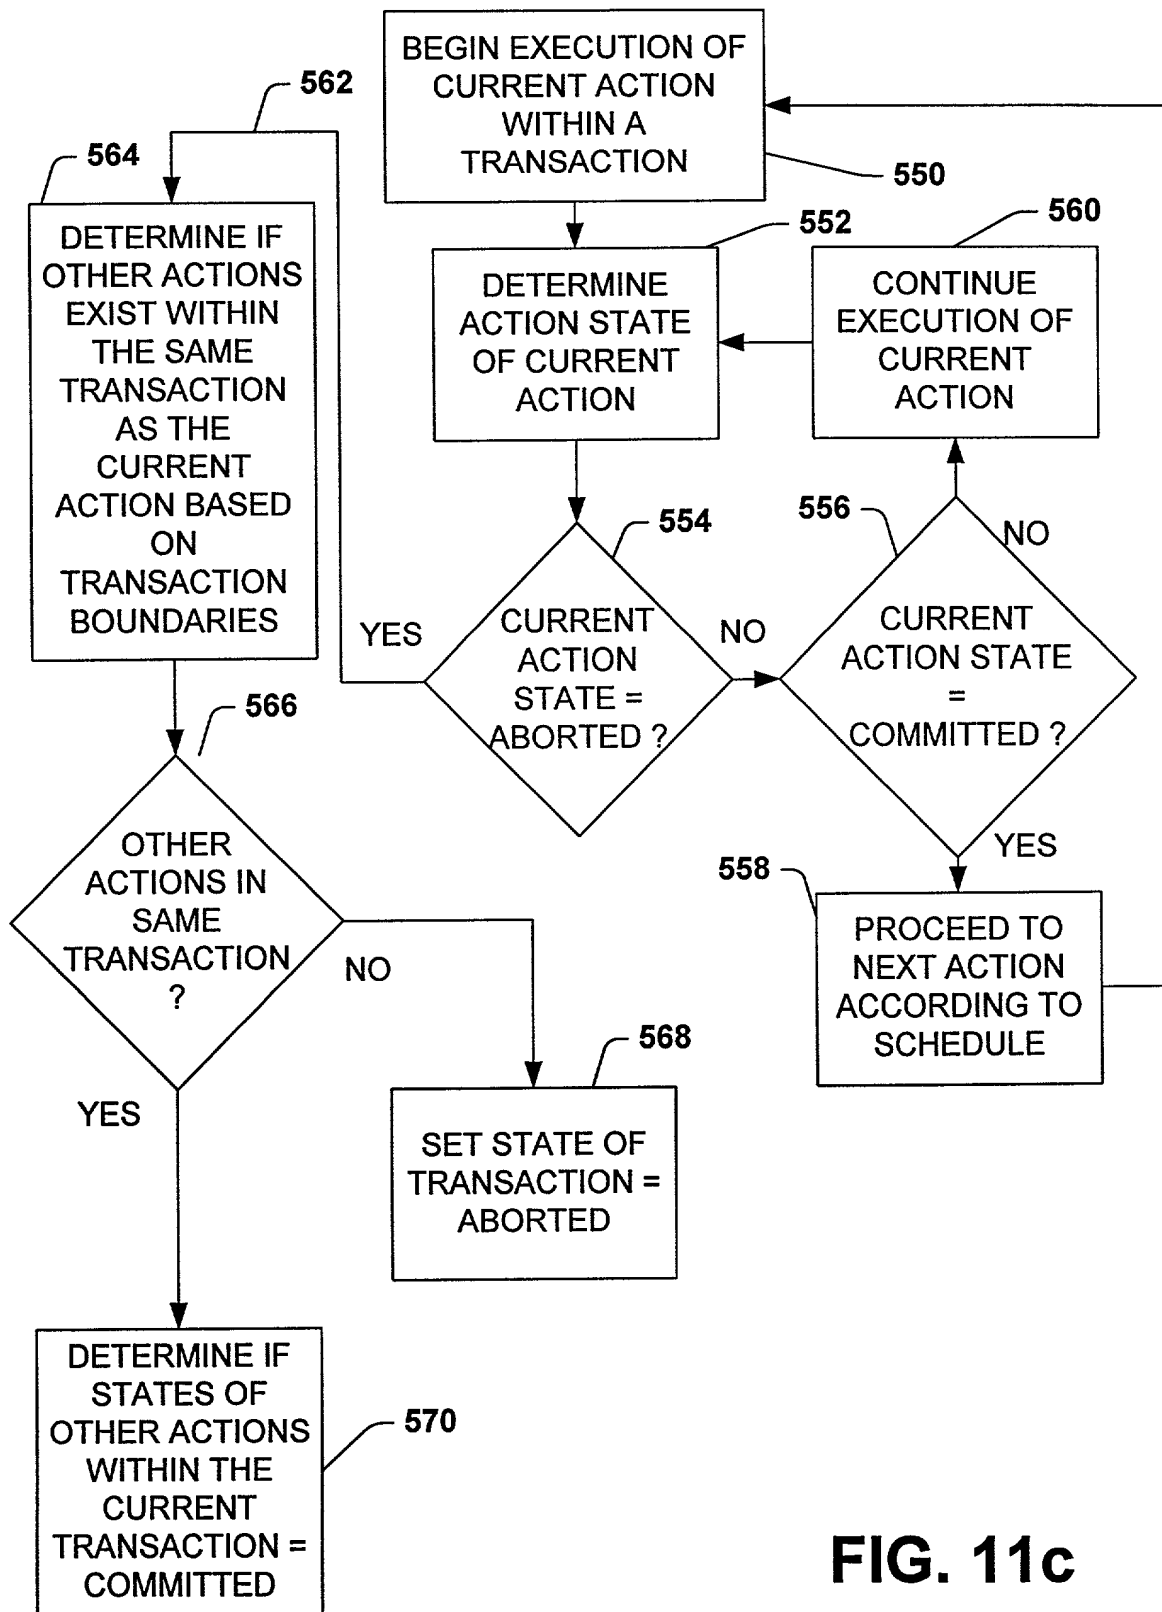 BEGIN EXECUTION OF
CURRENT ACTION
WITHIN A
TRANSACTION
550
562
564
DETERMINE IF
OTHER ACTIONS
EXIST WITHIN
THE SAME
TRANSACTION
AS THE
CURRENT
ACTION BASED
ON
TRANSACTION
BOUNDARIES
552
DETERMINE
ACTION STATE
OF CURRENT
ACTION
560
CONTINUE
EXECUTION OF
CURRENT
ACTION
554
CURRENT
ACTION
STATE =
ABORTED ?
YES
NO
556
CURRENT
ACTION STATE
=
COMMITTED ?
NO
YES
558
PROCEED TO
NEXT ACTION
ACCORDING TO
SCHEDULE
566
OTHER
ACTIONS IN
SAME
TRANSACTION
?
NO
YES
568
SET STATE OF
TRANSACTION =
ABORTED
570
DETERMINE IF
STATES OF
OTHER ACTIONS
WITHIN THE
CURRENT
TRANSACTION =
COMMITTED
FIG. 11c